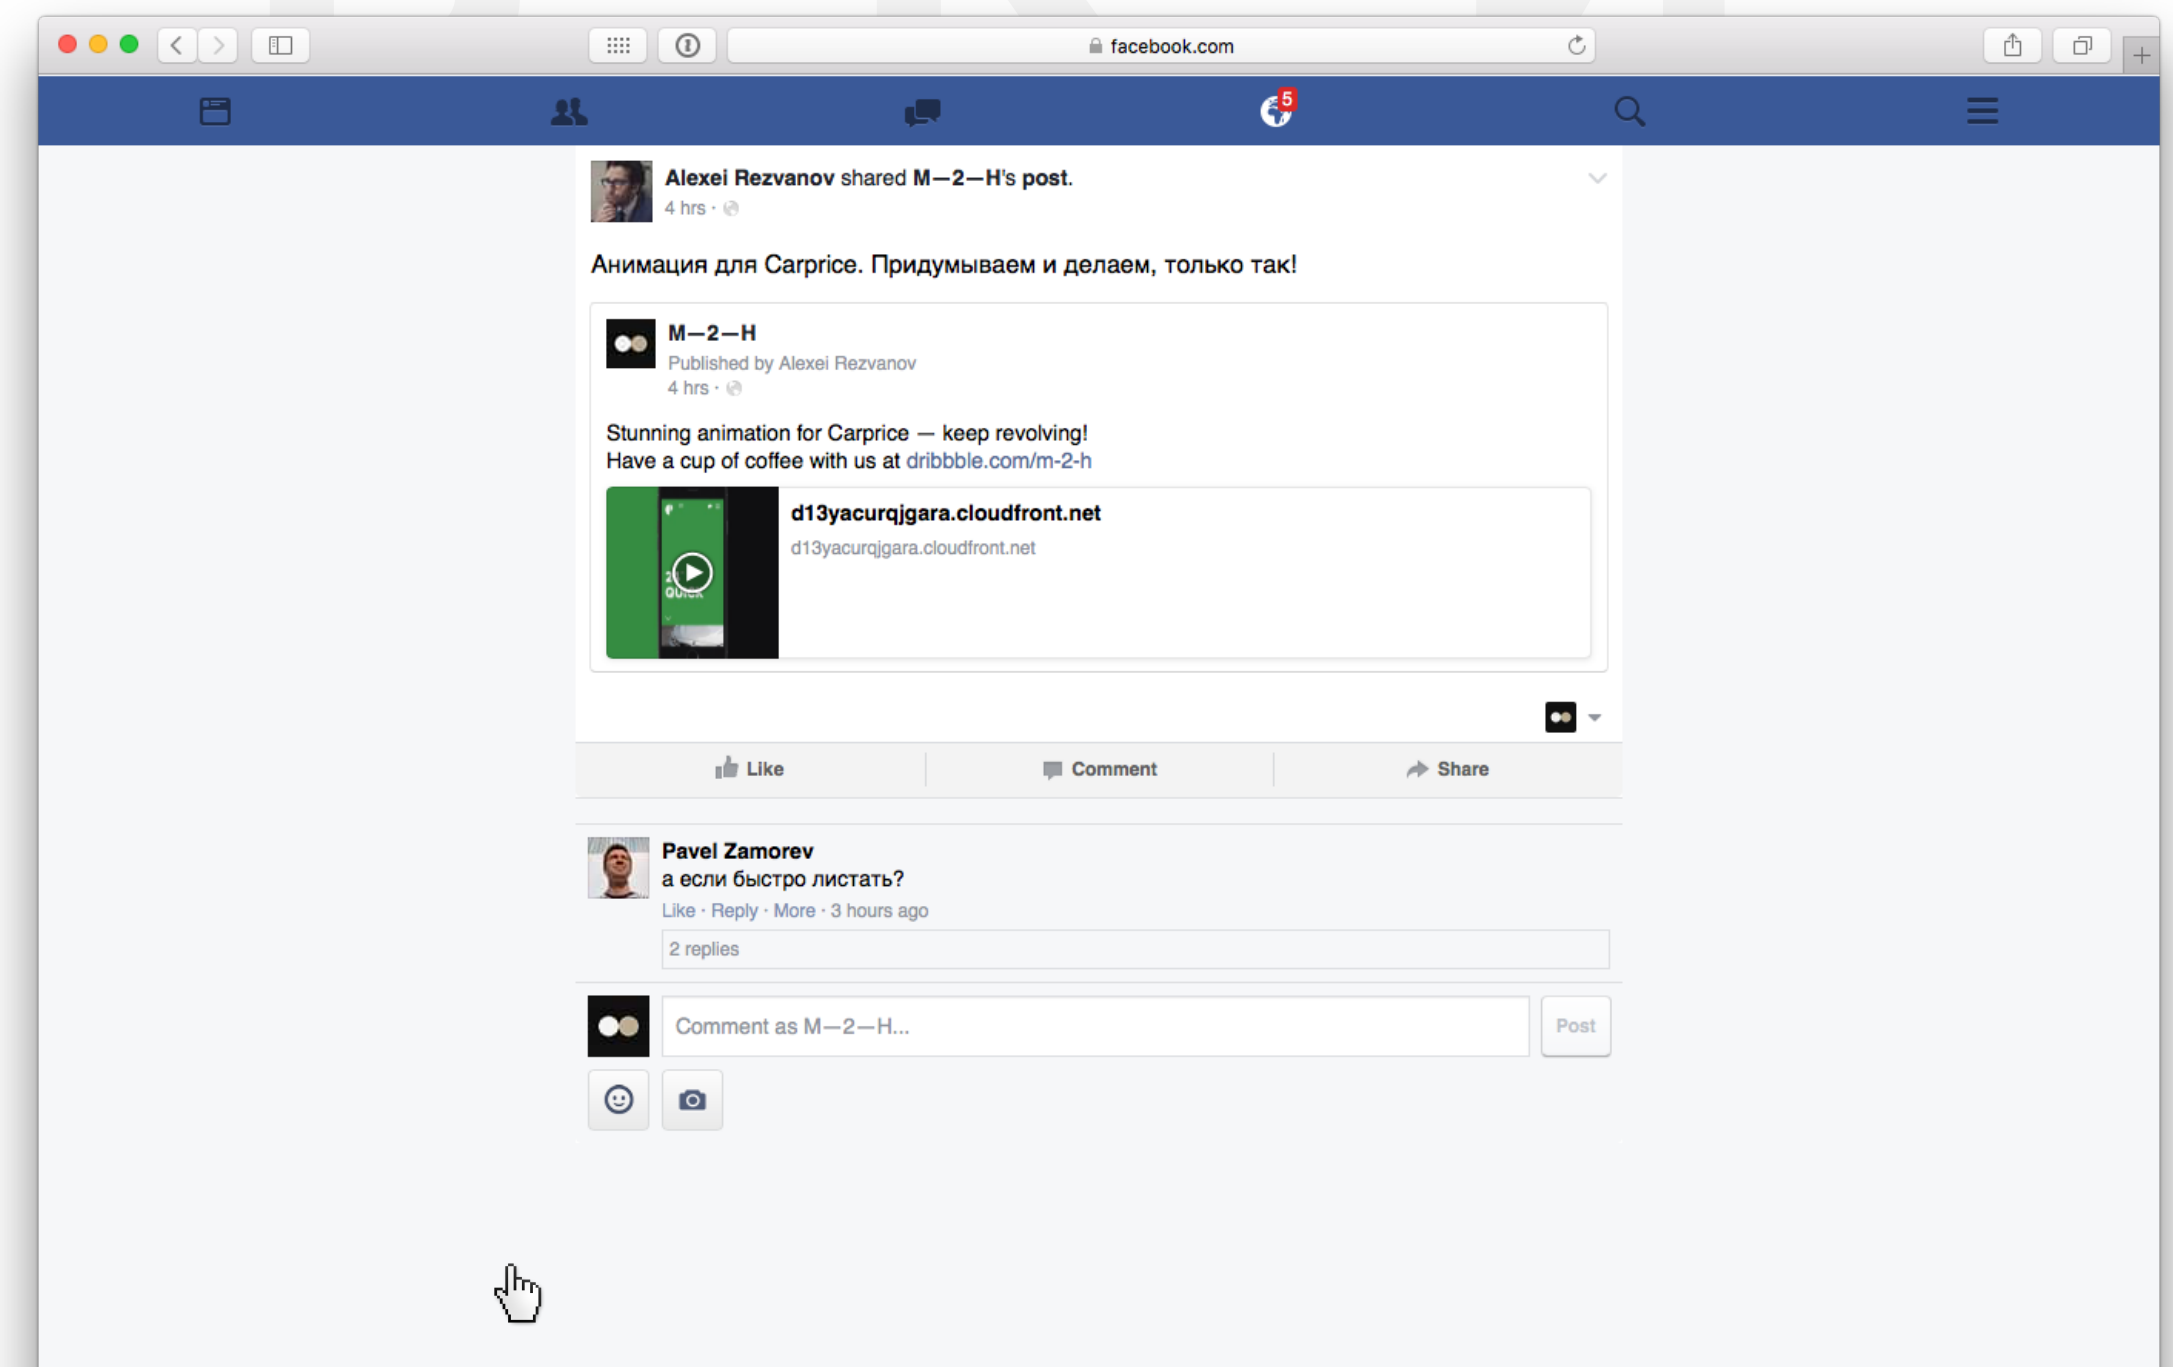 facebook.com
5
Alexei Rezvanov shared M—2—H's post.
4 hrs ·
Анимация для Carprice. Придумываем и делаем, только так!
M—2—H
Published by Alexei Rezvanov
4 hrs ·
Stunning animation for Carprice — keep revolving!
Have a cup of coffee with us at dribbble.com/m-2-h
d13yacurqjgara.cloudfront.net
d13yacurqjgara.cloudfront.net
QUICK
Like
Comment
Share
Pavel Zamorev
а если быстро листать?
Like · Reply · More · 3 hours ago
2 replies
Comment as M—2—H...
Post